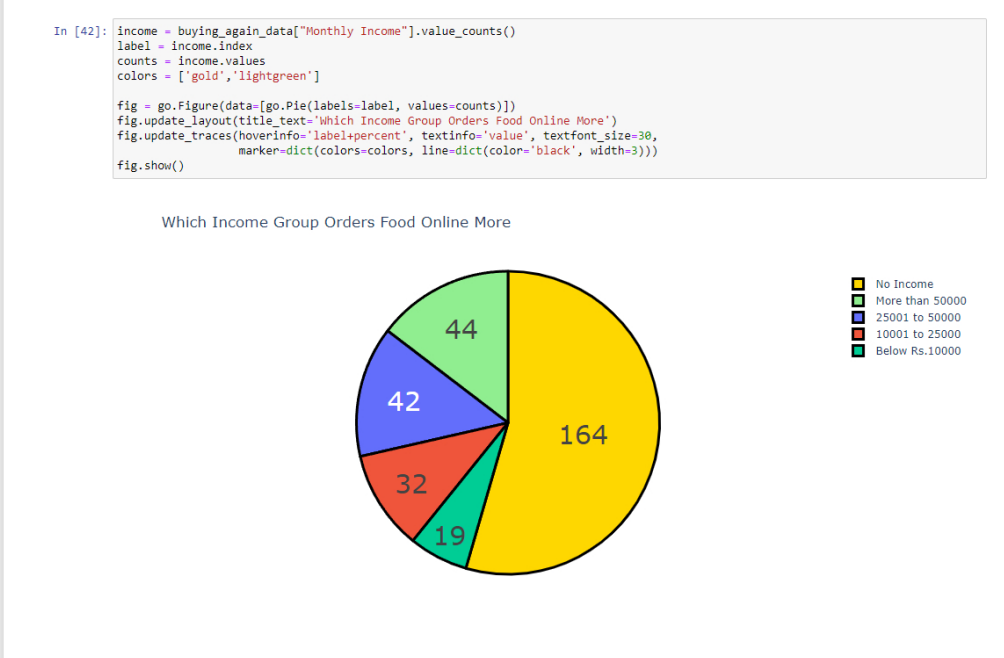 In [42]: income = buying_again_data["Monthly Income"].value_counts()
label = income.index
counts = income.values
colors = ['gold','lightgreen']
fig = go.Figure(data=[go.Pie(labels=label, values=counts)])
fig.update_layout(title_text='Which Income Group Orders Food Online More')
fig.update_traces(hoverinfo='label+percent', textinfo='value', textfont_size=30,
marker=dict(colors=colors, line=dict(color='black', width=3)))
fig.show()
Which Income Group Orders Food Online More
No Income
More than 50000
25001 to 50000
10001 to 25000
Below Rs.10000
44
42
164
32
19